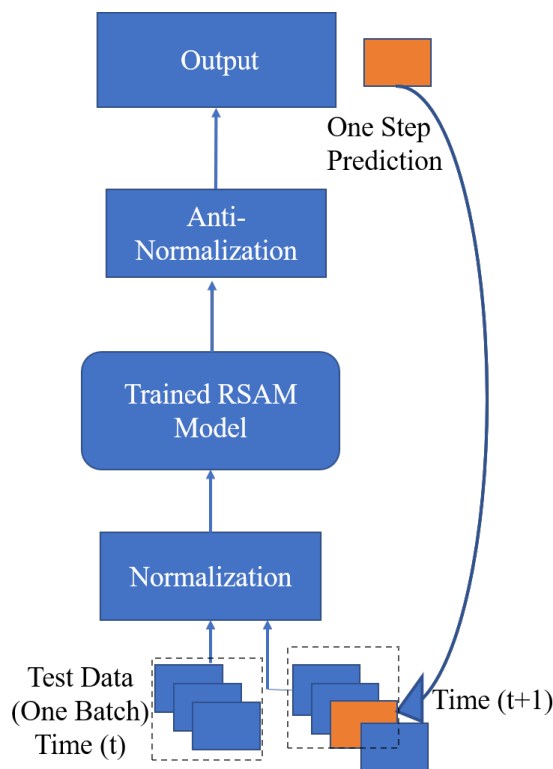 Output
One Step
Prediction
Anti-
Normalization
Trained RSAM
Model
Normalization
Test Data
(One Batch)
Time (t)
Time (t+1)